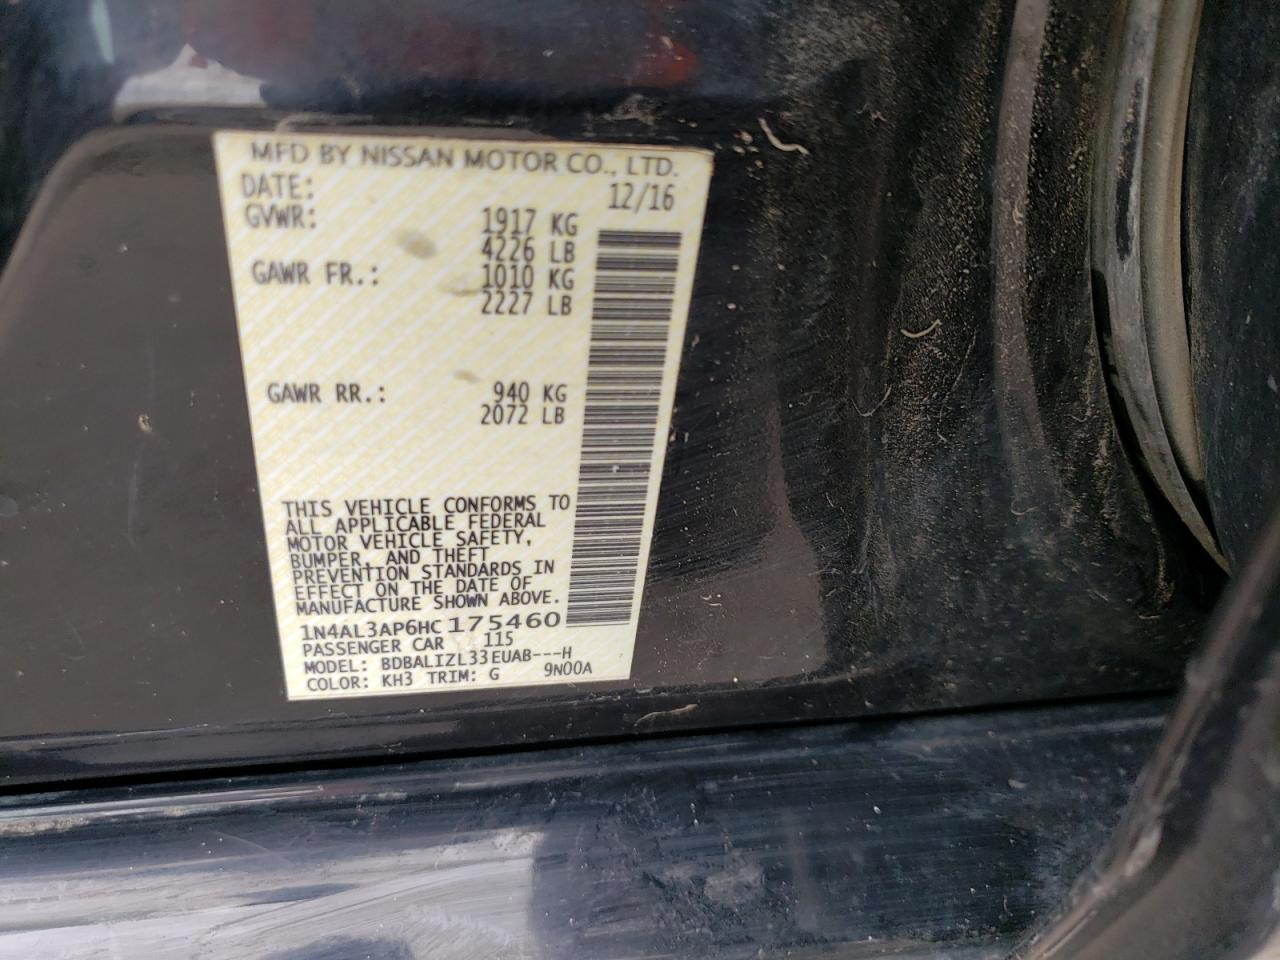 MFD BY NISSAN MOTOR CO., LTD.
DATE: 12/16
GVWR: 1917 KG
4226 LB
GAWR FR.: 1010 KG
2227 LB
GAWR RR.: 940 KG
2072 LB
THIS VEHICLE CONFORMS TO
ALL APPLICABLE FEDERAL
MOTOR VEHICLE SAFETY,
BUMPER, AND THEFT
PREVENTION STANDARDS IN
EFFECT ON THE DATE OF
MANUFACTURE SHOWN ABOVE.
1N4AL3AP6HC175460
PASSENGER CAR 115
MODEL: BDBALIZL33EUAB---H
COLOR: KH3 TRIM: G 9N00A